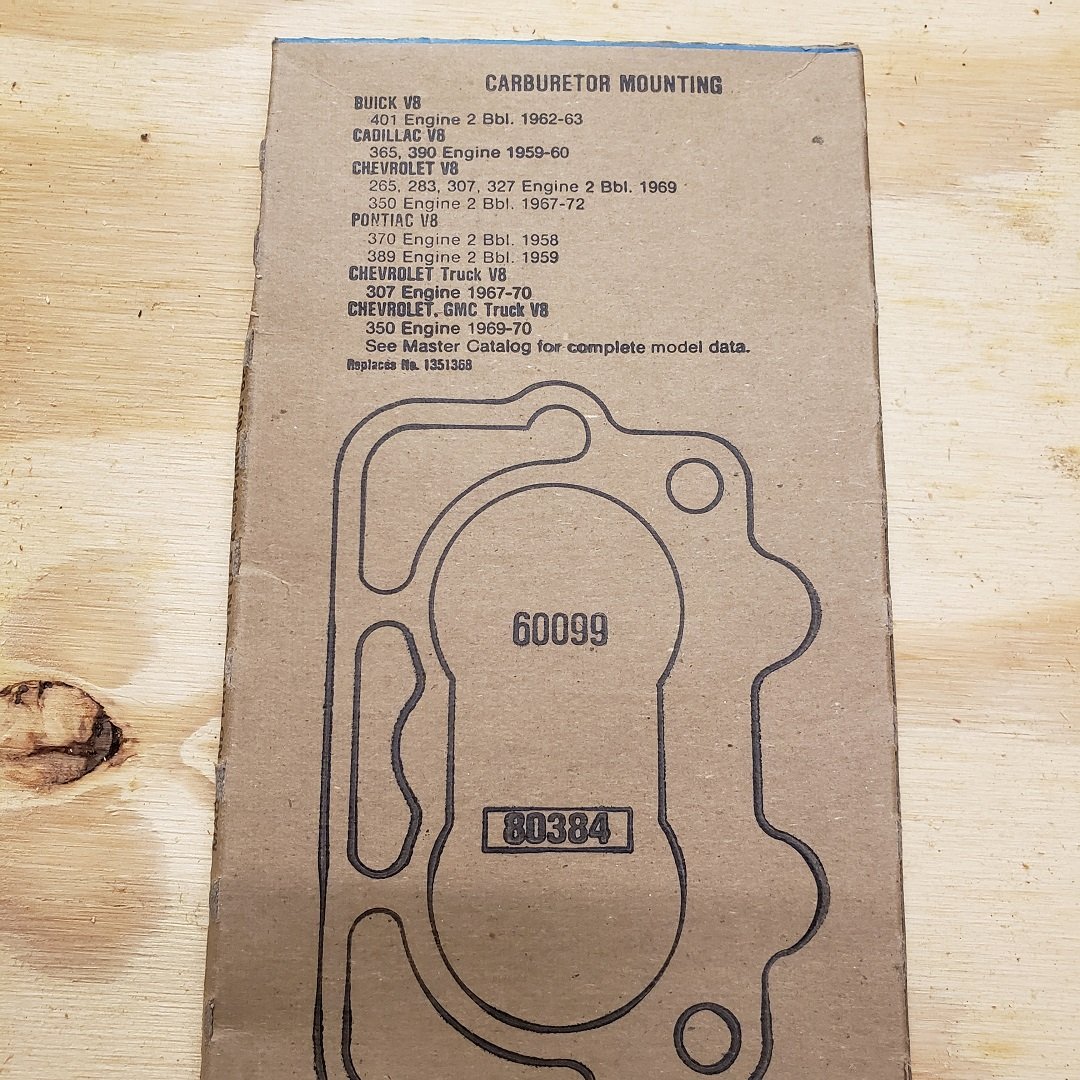 CARBURETOR MOUNTING
BUICK V8
401 Engine 2 Bbl. 1962-63
CADILLAC V8
365, 390 Engine 1959-60
CHEVROLET V8
265, 283, 307, 327 Engine 2 Bbl. 1969
350 Engine 2 Bbl. 1967-72
PONTIAC V8
370 Engine 2 Bbl. 1958
389 Engine 2 Bbl. 1959
CHEVROLET Truck V8
307 Engine 1967-70
CHEVROLET, GMC Truck V8
350 Engine 1969-70
See Master Catalog for complete model data.
Replaces No. 1351368
60099
80384